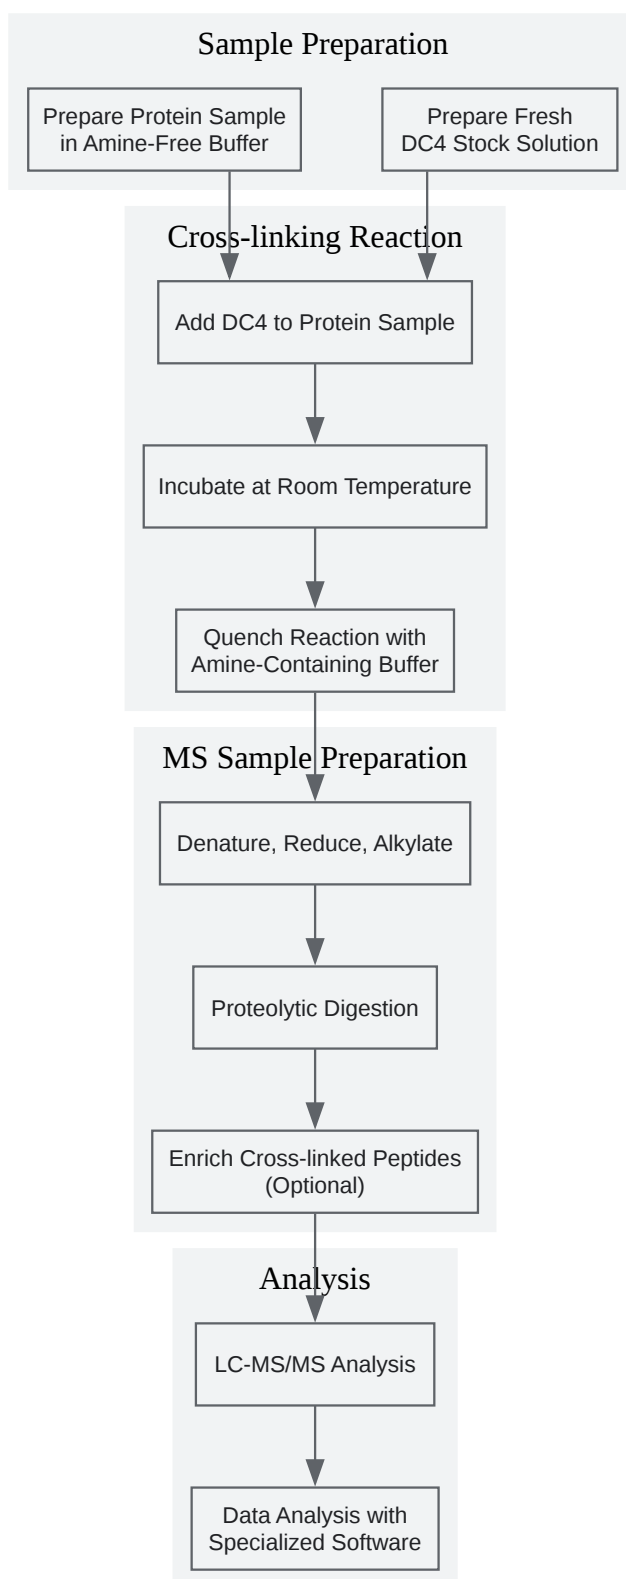 Sample Preparation
Prepare Protein Sample
in Amine-Free Buffer
Prepare Fresh
DC4 Stock Solution
Cross-linking Reaction
Add DC4 to Protein Sample
Incubate at Room Temperature
Quench Reaction with
Amine-Containing Buffer
MS Sample Preparation
Denature, Reduce, Alkylate
Proteolytic Digestion
Enrich Cross-linked Peptides
(Optional)
Analysis
LC-MS/MS Analysis
Data Analysis with
Specialized Software